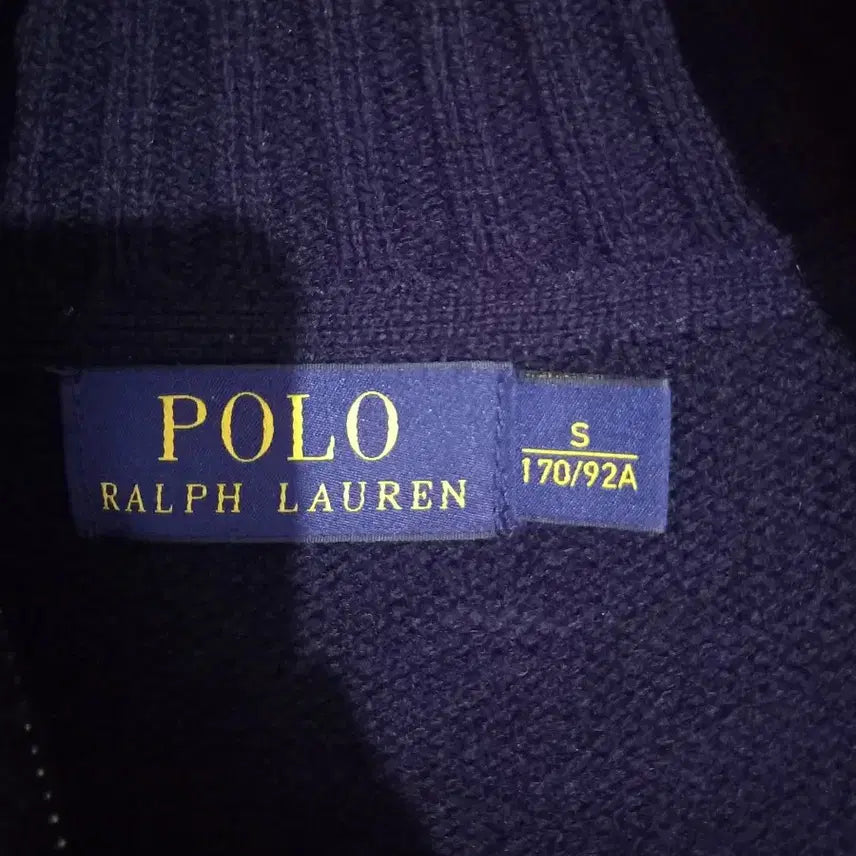 POLO
RALPH LAUREN
S
170/92A